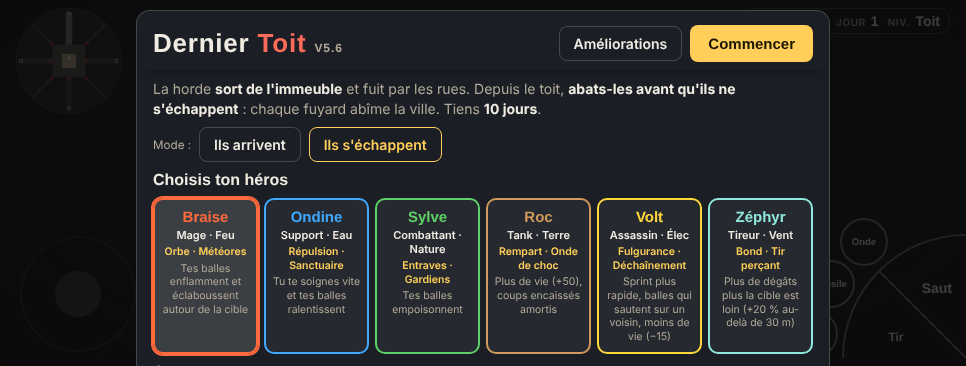 Dernier Toit V5.6
Améliorations
Commencer
JOUR 1 NIV. Toit
La horde sort de l'immeuble et fuit par les rues. Depuis le toit, abats-les avant qu'ils ne
s'échappent : chaque fuyard abîme la ville. Tiens 10 jours.
Mode :
Ils arrivent
Ils s'échappent
Choisis ton héros
Braise
Mage · Feu
Orbe · Météores
Tes balles
enflamment et
éclaboussent
autour de la cible
Ondine
Support · Eau
Répulsion ·
Sanctuaire
Tu te soignes vite
et tes balles
ralentissent
Sylve
Combattant ·
Nature
Entraves ·
Gardiens
Tes balles
empoisonnent
Roc
Tank · Terre
Rempart · Onde
de choc
Plus de vie (+50),
coups encaissés
amortis
Volt
Assassin · Élec
Fulgurance ·
Déchaînement
Sprint plus
rapide, balles qui
sautent sur un
voisin, moins de
vie (−15)
Zéphyr
Tireur · Vent
Bond · Tir
perçant
Plus de dégâts
plus la cible est
loin (+20 % au-
delà de 30 m)
Onde
Saut
Tir